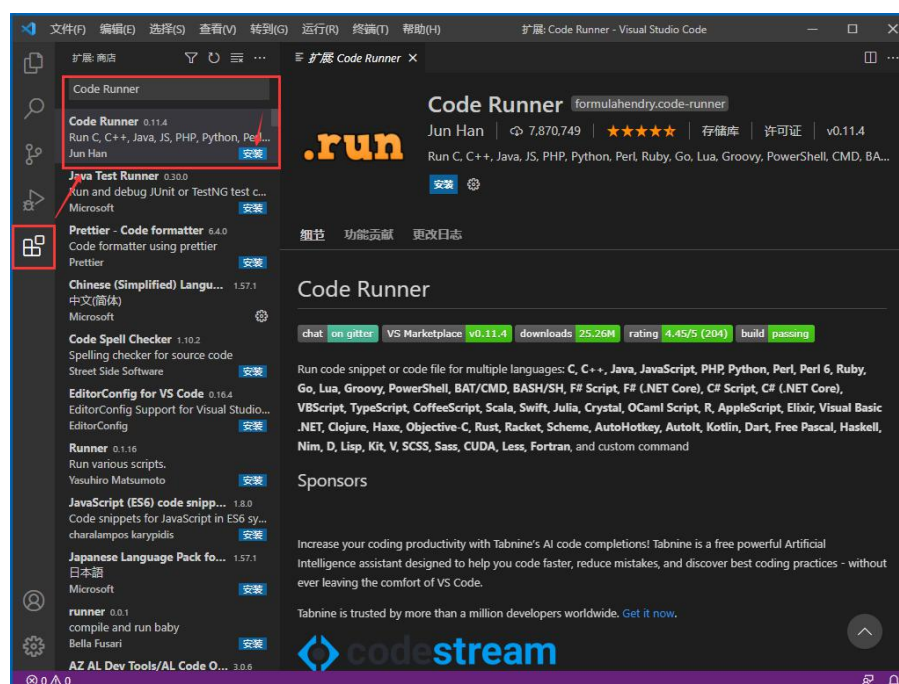 文件(F) 编辑(E) 选择(S) 查看(V) 转到(G) 运行(R) 终端(T) 帮助(H) 扩展: Code Runner - Visual Studio Code
扩展: 商店
扩展: Code Runner
Code Runner
Code Runner 0.11.4
Run C, C++, Java, JS, PHP, Python, Perl...
Jun Han 安装
Java Test Runner 0.30.0
Run and debug JUnit or TestNG test c...
Microsoft 安装
Prettier - Code formatter 6.4.0
Code formatter using prettier
Prettier 安装
Chinese (Simplified) Langu... 1.57.1
中文(简体)
Microsoft
Code Spell Checker 1.10.2
Spelling checker for source code
Street Side Software 安装
EditorConfig for VS Code 0.16.4
EditorConfig Support for Visual Studio...
EditorConfig 安装
Runner 0.1.16
Run various scripts.
Yasuhiro Matsumoto 安装
JavaScript (ES6) code snipp... 1.8.0
Code snippets for JavaScript in ES6 sy...
charalampos karypidis 安装
Japanese Language Pack fo... 1.57.1
日本語
Microsoft 安装
runner 0.0.1
compile and run baby
Bella Fusari 安装
AZ AL Dev Tools/AL Code O... 3.0.6
.run
Code Runner formulahendry.code-runner
Jun Han 7,870,749 存储库 许可证 v0.11.4
Run C, C++, Java, JS, PHP, Python, Perl, Ruby, Go, Lua, Groovy, PowerShell, CMD, BA...
安装
细节 功能贡献 更改日志
Code Runner
chat on gitter VS Marketplace v0.11.4 downloads 25.26M rating 4.45/5 (204) build passing
Run code snippet or code file for multiple languages: C, C++, Java, JavaScript, PHP, Python, Perl, Perl 6, Ruby,
Go, Lua, Groovy, PowerShell, BAT/CMD, BASH/SH, F# Script, F# (.NET Core), C# Script, C# (.NET Core),
VBScript, TypeScript, CoffeeScript, Scala, Swift, Julia, Crystal, OCaml Script, R, AppleScript, Elixir, Visual Basic
.NET, Clojure, Haxe, Objective-C, Rust, Racket, Scheme, AutoHotkey, AutoIt, Kotlin, Dart, Free Pascal, Haskell,
Nim, D, Lisp, Kit, V, SCSS, Sass, CUDA, Less, Fortran, and custom command
Sponsors
Increase your coding productivity with Tabnine's AI code completions! Tabnine is a free powerful Artificial
Intelligence assistant designed to help you code faster, reduce mistakes, and discover best coding practices - without
ever leaving the comfort of VS Code.
Tabnine is trusted by more than a million developers worldwide. Get it now.
codestream
0 0